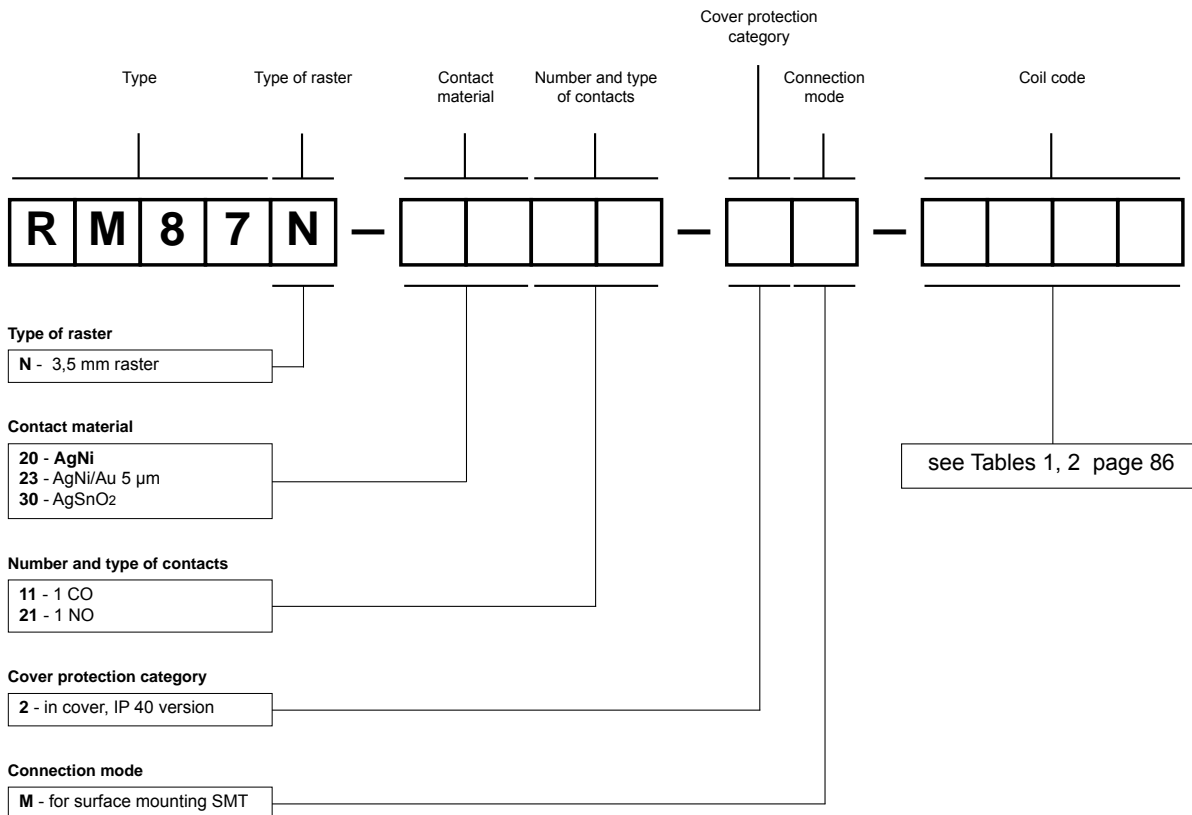 Cover protection
category
Type
Type of raster
Contact
material
Number and type
of contacts
Connection
mode
Coil code
R M 8 7 N – – –
Type of raster
N - 3,5 mm raster
Contact material
20 - AgNi
23 - AgNi/Au 5 µm
30 - AgSnO2
see Tables 1, 2 page 86
Number and type of contacts
11 - 1 CO
21 - 1 NO
Cover protection category
2 - in cover, IP 40 version
Connection mode
M - for surface mounting SMT